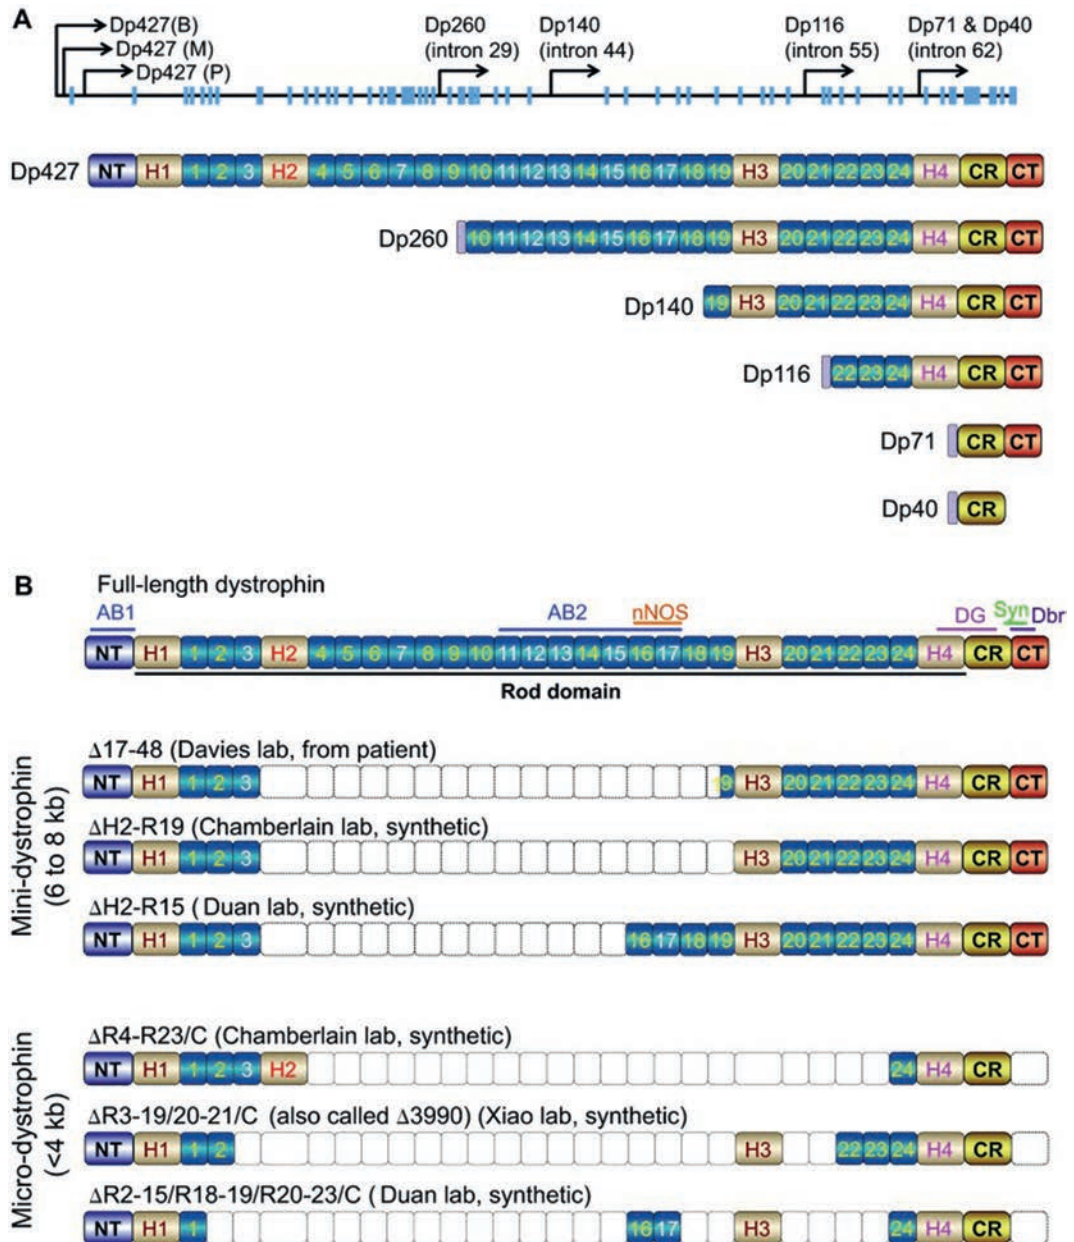 A
Dp427(B)
Dp427 (M)
Dp427 (P)
Dp260
(intron 29)
Dp140
(intron 44)
Dp116
(intron 55)
Dp71 & Dp40
(intron 62)
Dp427 NT H1 1 2 3 H2 4 5 6 7 8 9 10 11 12 13 14 15 16 17 18 19 H3 20 21 22 23 24 H4 CR CT
Dp260 10 11 12 13 14 15 16 17 18 19 H3 20 21 22 23 24 H4 CR CT
Dp140 19 H3 20 21 22 23 24 H4 CR CT
Dp116 22 23 24 H4 CR CT
Dp71 CR CT
Dp40 CR
B
Full-length dystrophin
AB1 AB2 nNOS DG Syn Dbr
NT H1 1 2 3 H2 4 5 6 7 8 9 10 11 12 13 14 15 16 17 18 19 H3 20 21 22 23 24 H4 CR CT
Rod domain
Mini-dystrophin
(6 to 8 kb)
Δ17-48 (Davies lab, from patient)
NT H1 1 2 3 19 H3 20 21 22 23 24 H4 CR CT
ΔH2-R19 (Chamberlain lab, synthetic)
NT H1 1 2 3 H3 20 21 22 23 24 H4 CR CT
ΔH2-R15 (Duan lab, synthetic)
NT H1 1 2 3 16 17 18 19 H3 20 21 22 23 24 H4 CR CT
Micro-dystrophin
(<4 kb)
ΔR4-R23/C (Chamberlain lab, synthetic)
NT H1 1 2 3 H2 24 H4 CR
ΔR3-19/20-21/C (also called Δ3990) (Xiao lab, synthetic)
NT H1 1 2 H3 22 23 24 H4 CR
ΔR2-15/R18-19/R20-23/C (Duan lab, synthetic)
NT H1 1 16 17 H3 24 H4 CR